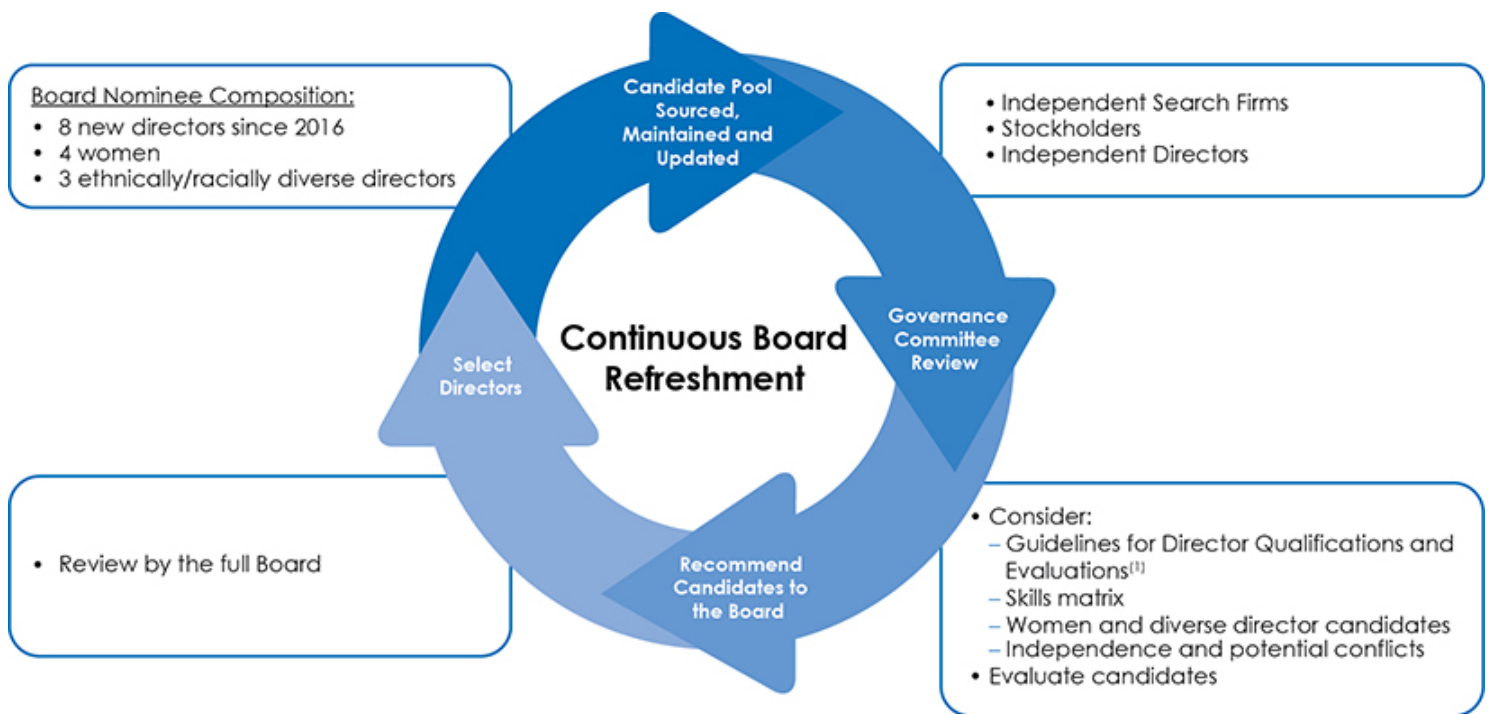 Board Nominee Composition:
• 8 new directors since 2016
• 4 women
• 3 ethnically/racially diverse directors
Candidate Pool
Sourced,
Maintained and
Updated
• Independent Search Firms
• Stockholders
• Independent Directors
Continuous Board
Refreshment
Governance
Committee
Review
Select
Directors
• Review by the full Board
Recommend
Candidates to
the Board
• Consider:
– Guidelines for Director Qualifications and
Evaluations[1]
– Skills matrix
– Women and diverse director candidates
– Independence and potential conflicts
• Evaluate candidates